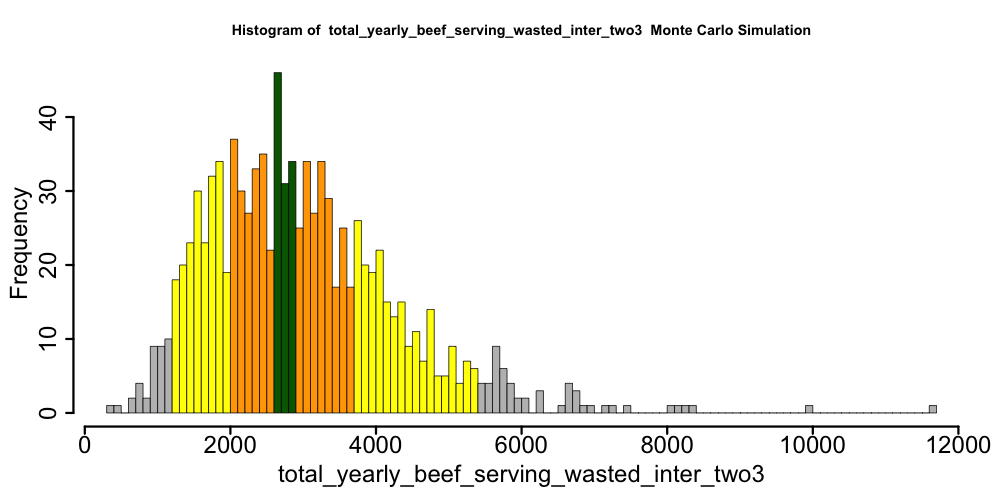 Histogram of  total_yearly_beef_serving_wasted_inter_two3  Monte Carlo Simulation
Frequency
40
30
20
10
0
0 2000 4000 6000 8000 10000 12000
total_yearly_beef_serving_wasted_inter_two3